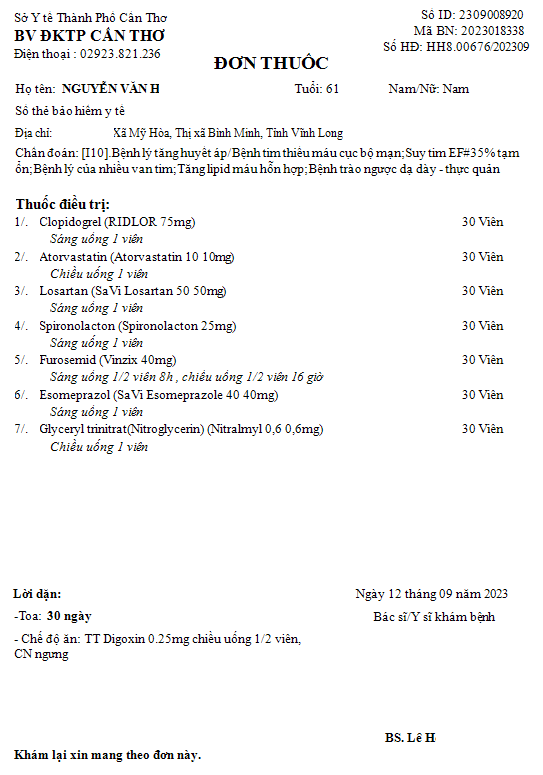 Sở Y tế Thành Phố Cần Thơ
Số ID: 2309008920
BV ĐKTP CẦN THƠ
Mã BN: 2023018338
Điện thoại : 02923.821.236
Số HĐ: HH8.00676/202309
ĐƠN THUỐC
Họ tên: NGUYỄN VĂN H Tuổi: 61 Nam/Nữ: Nam
Số thẻ bảo hiểm y tế
Địa chỉ: Xã Mỹ Hòa, Thị xã Bình Minh, Tỉnh Vĩnh Long
Chẩn đoán: [I10].Bệnh lý tăng huyết áp/Bệnh tim thiếu máu cục bộ mạn;Suy tim EF#35% tạm
ổn;Bệnh lý của nhiều van tim;Tăng lipid máu hỗn hợp;Bệnh trào ngược dạ dày - thực quản
Thuốc điều trị:
1/. Clopidogrel (RIDLOR 75mg) 30 Viên
Sáng uống 1 viên
2/. Atorvastatin (Atorvastatin 10 10mg) 30 Viên
Chiều uống 1 viên
3/. Losartan (SaVi Losartan 50 50mg) 30 Viên
Sáng uống 1 viên
4/. Spironolacton (Spironolacton 25mg) 30 Viên
Sáng uống 1 viên
5/. Furosemid (Vinzix 40mg) 30 Viên
Sáng uống 1/2 viên 8h , chiều uống 1/2 viên 16 giờ
6/. Esomeprazol (SaVi Esomeprazole 40 40mg) 30 Viên
Sáng uống 1 viên
7/. Glyceryl trinitrat(Nitroglycerin) (Nitralmyl 0,6 0,6mg) 30 Viên
Chiều uống 1 viên
Lời dặn:
Ngày 12 tháng 09 năm 2023
-Toa: 30 ngày
Bác sĩ/Y sĩ khám bệnh
- Chế độ ăn: TT Digoxin 0.25mg chiều uống 1/2 viên,
CN ngưng
BS. Lê H
Khám lại xin mang theo đơn này.